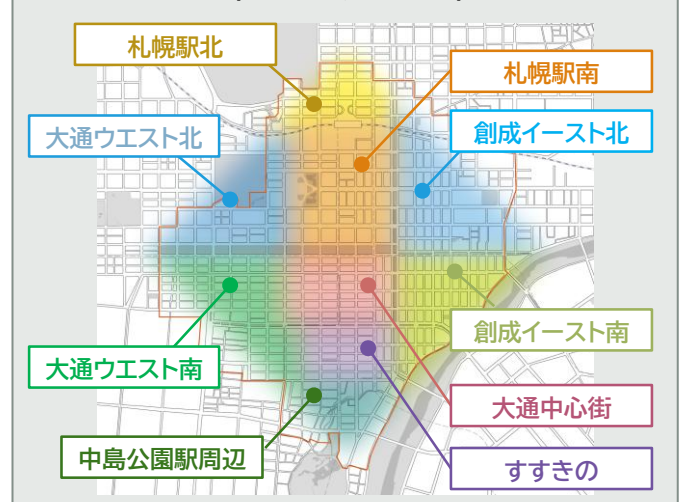 札幌駅北
札幌駅南
大通ウエスト北
創成イースト北
創成イースト南
大通ウエスト南
大通中心街
中島公園駅周辺
すすきの